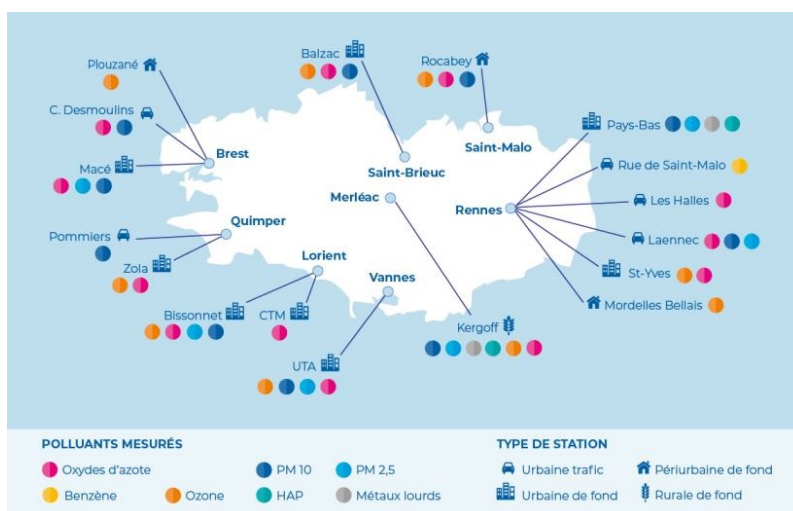 Balzac
Rocabey
Plouzané
C. Desmoulins
Pays-Bas
Saint-Malo
Brest
Macé
Saint-Brieuc
Rue de Saint-Malo
Merléac
Rennes
Les Halles
Quimper
Pommiers
Laennec
Lorient
Zola
St-Yves
Vannes
Mordelles Bellais
Bissonnet
CTM
Kergoff
UTA
POLLUANTS MESURÉS
Oxydes d'azote
PM 10
PM 2,5
Benzène
Ozone
HAP
Métaux lourds
TYPE DE STATION
Urbaine trafic
Périurbaine de fond
Urbaine de fond
Rurale de fond